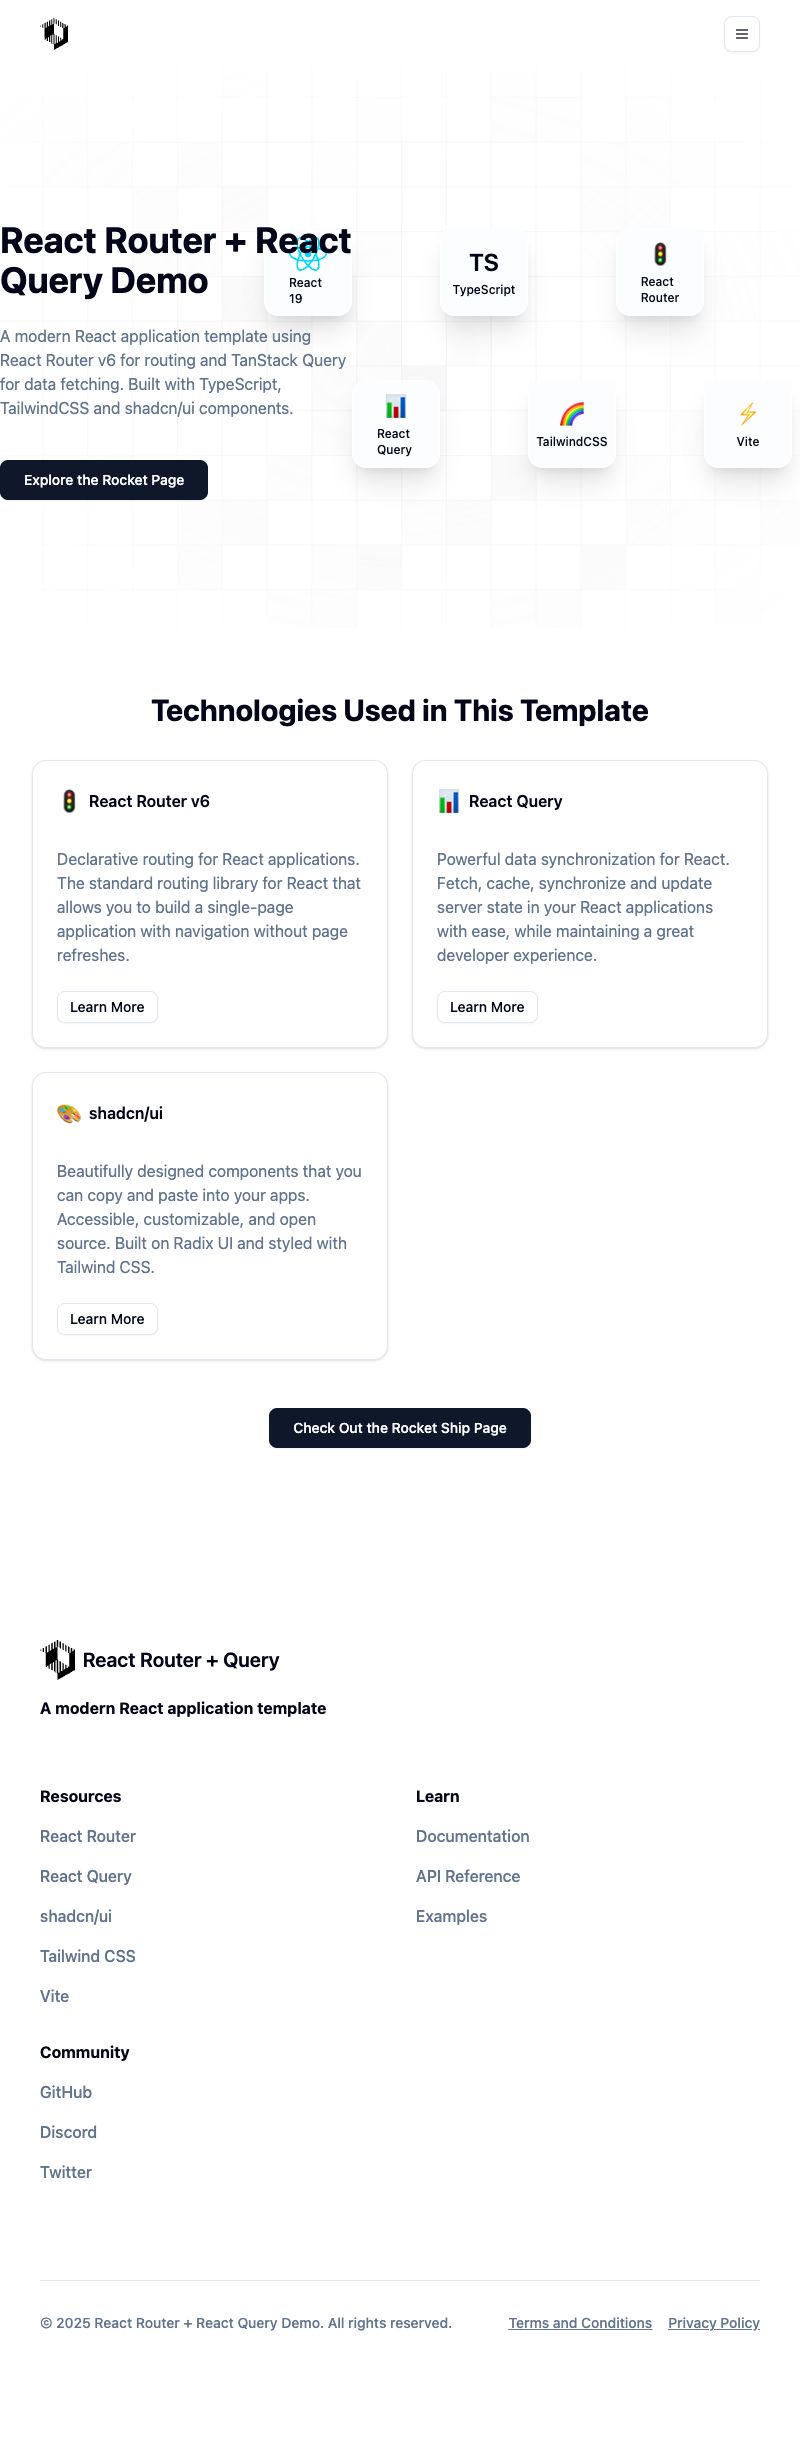 React Router + React
Query Demo
A modern React application template using
React Router v6 for routing and TanStack Query
for data fetching. Built with TypeScript,
TailwindCSS and shadcn/ui components.
Explore the Rocket Page
React
19
TS
TypeScript
React
Router
React
Query
TailwindCSS
Vite
Technologies Used in This Template
React Router v6
Declarative routing for React applications.
The standard routing library for React that
allows you to build a single-page
application with navigation without page
refreshes.
Learn More
React Query
Powerful data synchronization for React.
Fetch, cache, synchronize and update
server state in your React applications
with ease, while maintaining a great
developer experience.
Learn More
shadcn/ui
Beautifully designed components that you
can copy and paste into your apps.
Accessible, customizable, and open
source. Built on Radix UI and styled with
Tailwind CSS.
Learn More
Check Out the Rocket Ship Page
React Router + Query
A modern React application template
Resources
React Router
React Query
shadcn/ui
Tailwind CSS
Vite
Learn
Documentation
API Reference
Examples
Community
GitHub
Discord
Twitter
© 2025 React Router + React Query Demo. All rights reserved.
Terms and Conditions
Privacy Policy